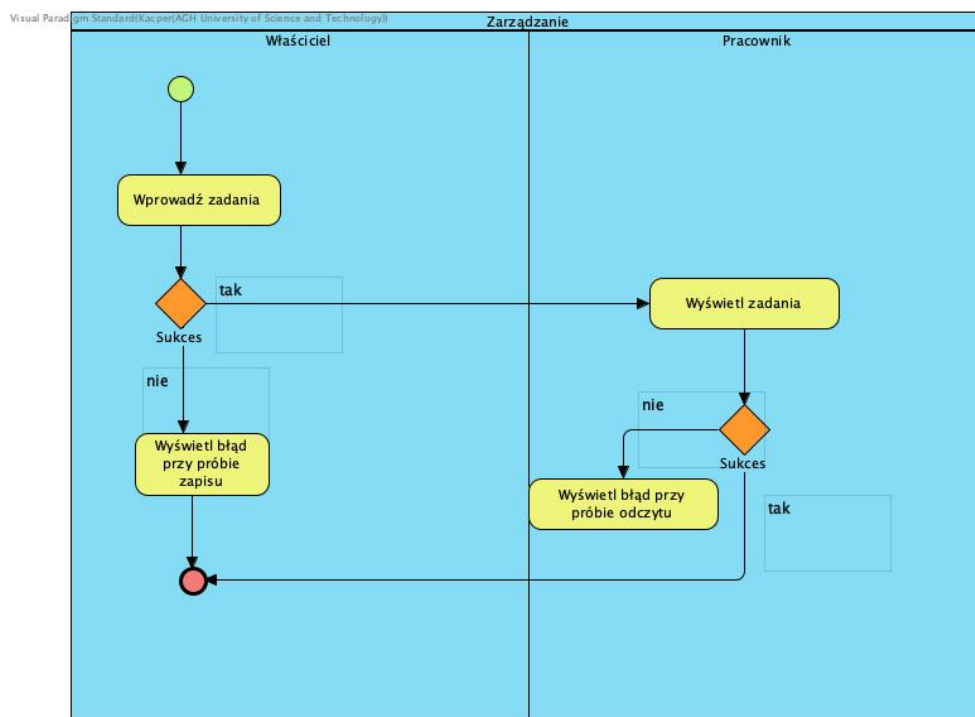 Visual Paradigm Standard(Kacper(AGH University of Science and Technology))
Zarządzanie
Właściciel
Pracownik
Wprowadź zadania
tak
Wyświetl zadania
Sukces
nie
nie
Wyświetl błąd
przy próbie
zapisu
Sukces
Wyświetl błąd przy
próbie odczytu
tak